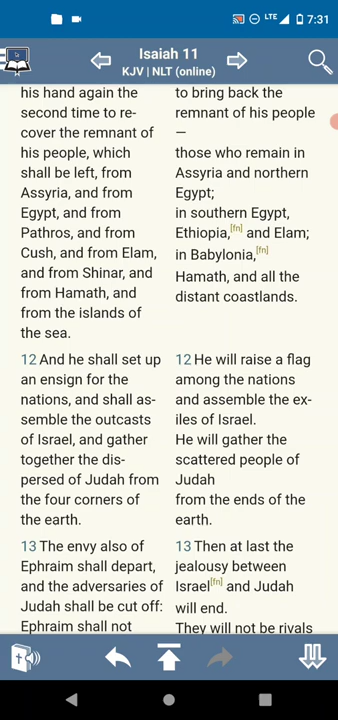 LTE 7:31
Isaiah 11
KJV | NLT (online)
his hand again the
second time to re-
cover the remnant of
his people, which
shall be left, from
Assyria, and from
Egypt, and from
Pathros, and from
Cush, and from Elam,
and from Shinar, and
from Hamath, and
from the islands of
the sea.
12 And he shall set up
an ensign for the
nations, and shall as-
semble the outcasts
of Israel, and gather
together the dis-
persed of Judah from
the four corners of
the earth.
13 The envy also of
Ephraim shall depart,
and the adversaries of
Judah shall be cut off:
Ephraim shall not
to bring back the
remnant of his people
—
those who remain in
Assyria and northern
Egypt;
in southern Egypt,
Ethiopia,[fn] and Elam;
in Babylonia,[fn]
Hamath, and all the
distant coastlands.
12 He will raise a flag
among the nations
and assemble the ex-
iles of Israel.
He will gather the
scattered people of
Judah
from the ends of the
earth.
13 Then at last the
jealousy between
Israel[fn] and Judah
will end.
They will not be rivals